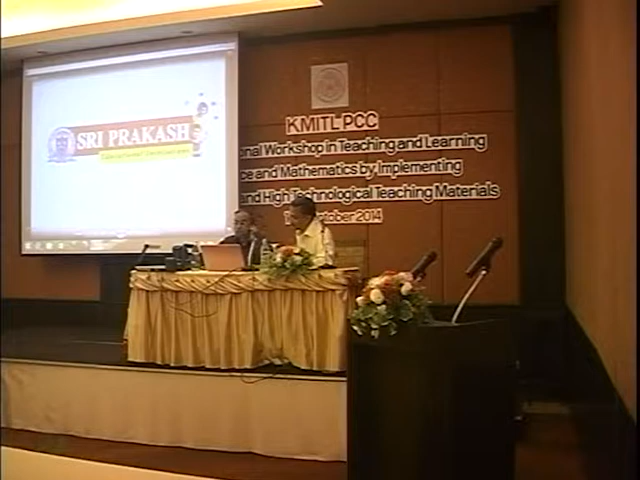 SRI PRAKASH
KMITL PCC
onal Workshop in Teaching and Learning
ce and Mathematics by Implementing
and High Technological Teaching Materials
October 2014